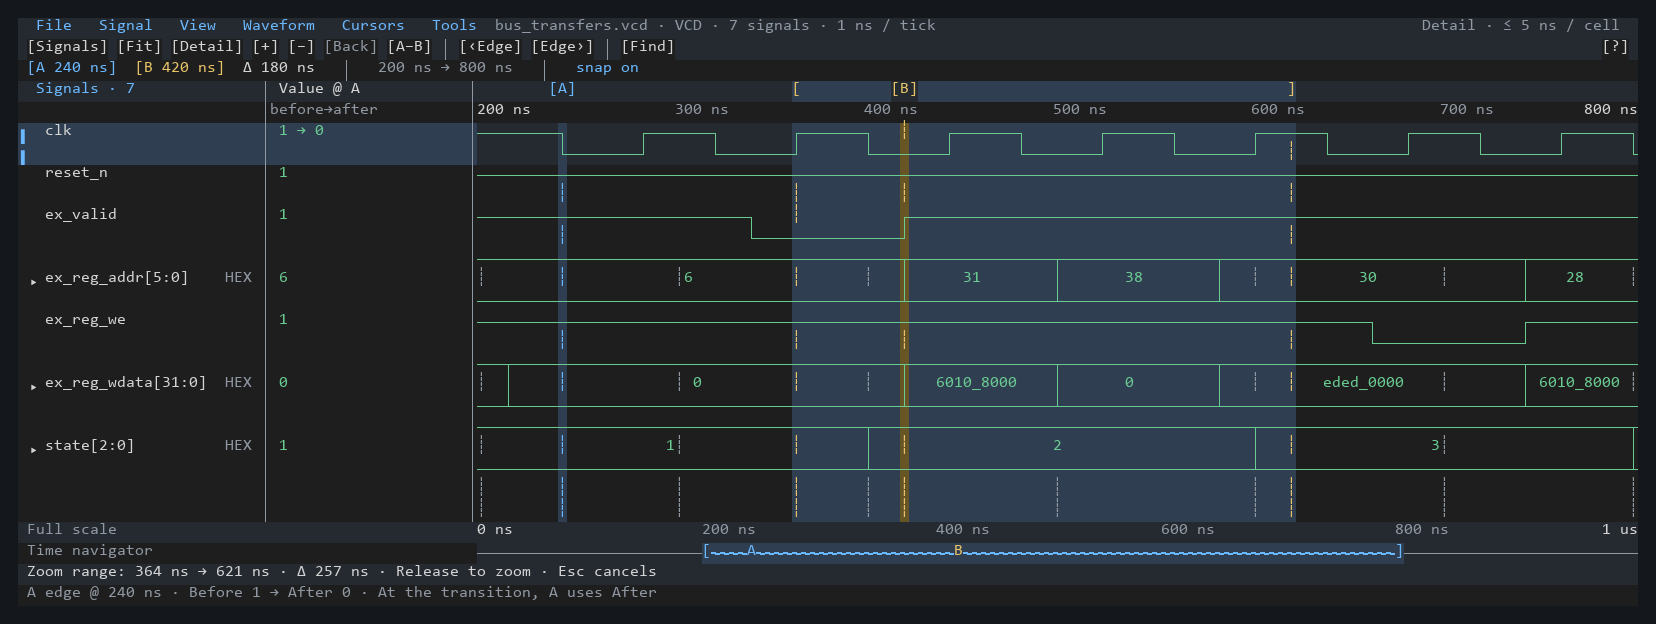 File Signal View Waveform Cursors Tools bus_transfers.vcd · VCD · 7 signals · 1 ns / tick Detail · ≤ 5 ns / cell
[Signals] [Fit] [Detail] [+] [−] [Back] [A−B] │ [‹Edge] [Edge›] │ [Find] [?]
[A 240 ns] [B 420 ns] Δ 180 ns │ 200 ns → 800 ns │ snap on
Signals · 7 Value @ A [A] [ [B] ]
before→after 200 ns 300 ns 400 ns 500 ns 600 ns 700 ns 800 ns
clk 1 → 0
reset_n 1
ex_valid 1
▸ ex_reg_addr[5:0] HEX 6 6 31 38 30 28
ex_reg_we 1
▸ ex_reg_wdata[31:0] HEX 0 0 6010_8000 0 eded_0000 6010_8000
▸ state[2:0] HEX 1 1 2 3
Full scale 0 ns 200 ns 400 ns 600 ns 800 ns 1 us
Time navigator [ A B ]
Zoom range: 364 ns → 621 ns · Δ 257 ns · Release to zoom · Esc cancels
A edge @ 240 ns · Before 1 → After 0 · At the transition, A uses After